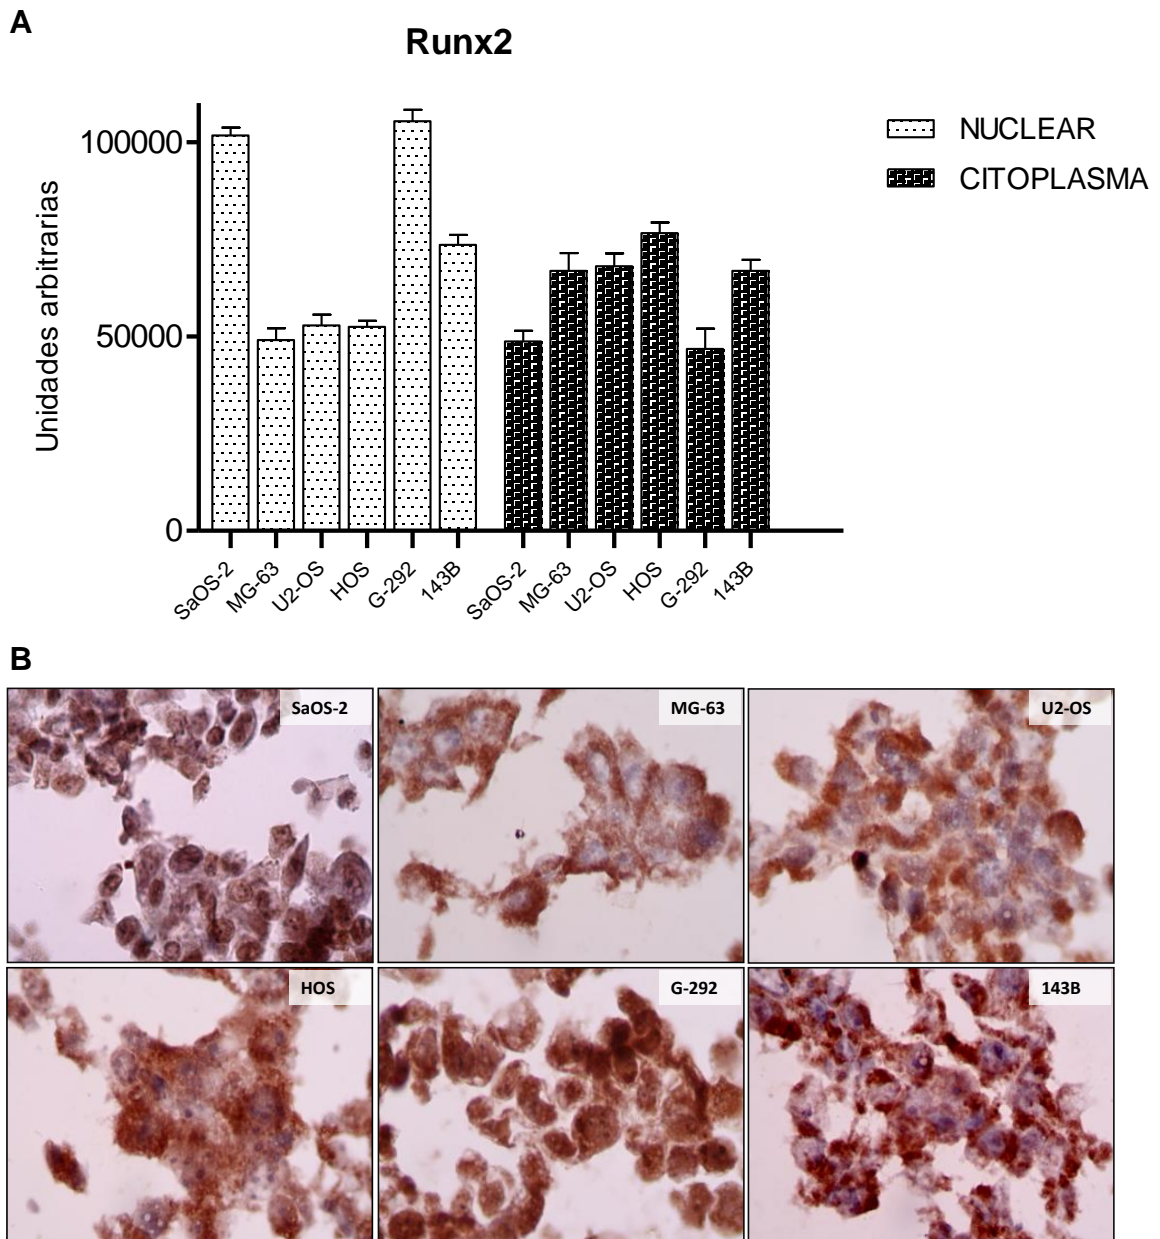 A
Runx2
NUCLEAR
CITOPLASMA
Unidades arbitrarias
100000
50000
0
SaOS-2
MG-63
U2-OS
HOS
G-292
143B
SaOS-2
MG-63
U2-OS
HOS
G-292
143B
B
SaOS-2
MG-63
U2-OS
HOS
G-292
143B